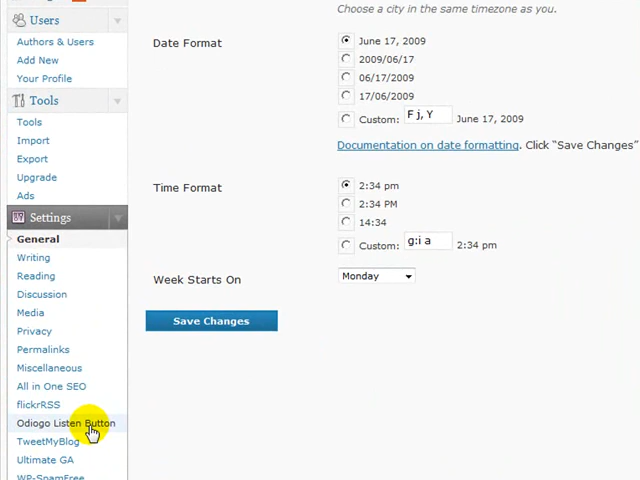 Users
Authors & Users
Add New
Your Profile
Tools
Tools
Import
Export
Upgrade
Ads
Settings
General
Writing
Reading
Discussion
Media
Privacy
Permalinks
Miscellaneous
All in One SEO
flickrRSS
Odiogo Listen Button
TweetMyBlog
Ultimate GA
WP-SpamFree
Choose a city in the same timezone as you.
Date Format
June 17, 2009
2009/06/17
06/17/2009
17/06/2009
Custom: F j, Y June 17, 2009
Documentation on date formatting. Click "Save Changes"
Time Format
2:34 pm
2:34 PM
14:34
Custom: g:i a 2:34 pm
Week Starts On Monday
Save Changes